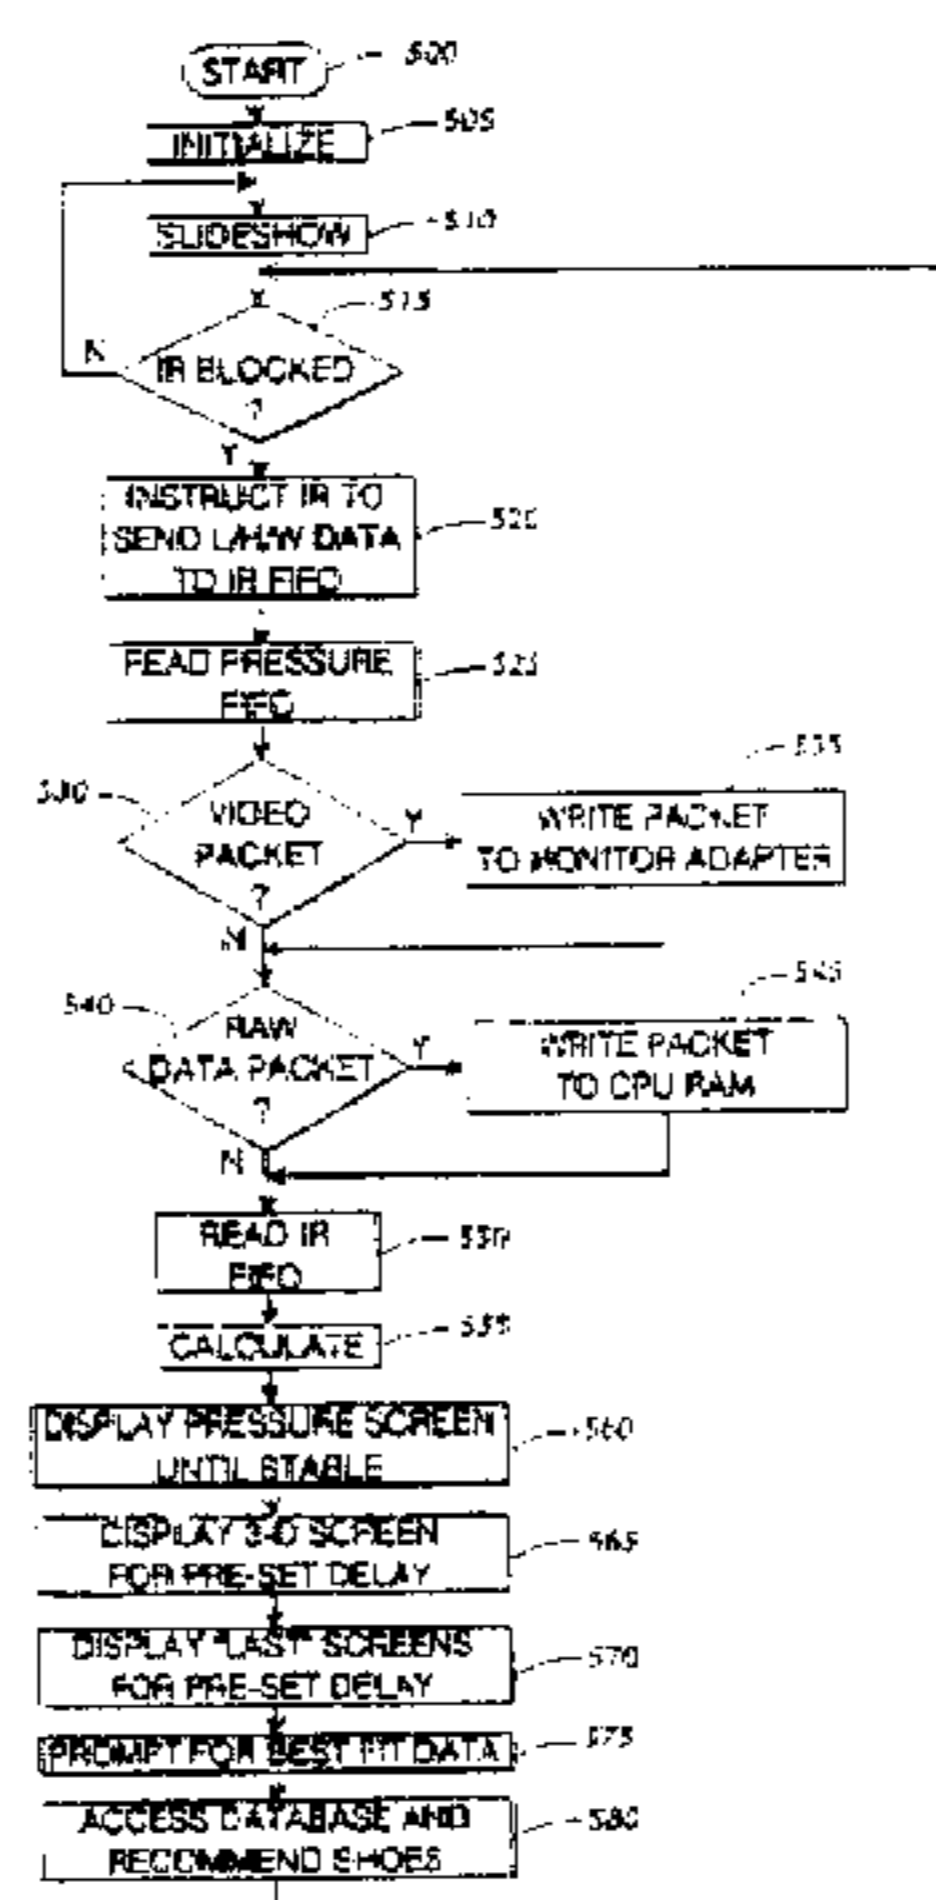 START
500
INITIALIZE
505
SLIDESHOW
510
515
N
IR BLOCKED
?
Y
INSTRUCT IR TO
SEND L/H/W DATA
TO IR FIFO
520
READ PRESSURE
FIFO
525
530
VIDEO
PACKET
?
Y
N
535
WRITE PACKET
TO MONITOR ADAPTER
540
RAW
DATA PACKET
?
Y
N
545
WRITE PACKET
TO CPU RAM
READ IR
FIFO
550
CALCULATE
555
DISPLAY PRESSURE SCREEN
UNTIL STABLE
560
DISPLAY 3-D SCREEN
FOR PRE-SET DELAY
565
DISPLAY "LAST" SCREENS
FOR PRE-SET DELAY
570
PROMPT FOR BEST FIT DATA
575
ACCESS DATABASE AND
RECOMMEND SHOES
580